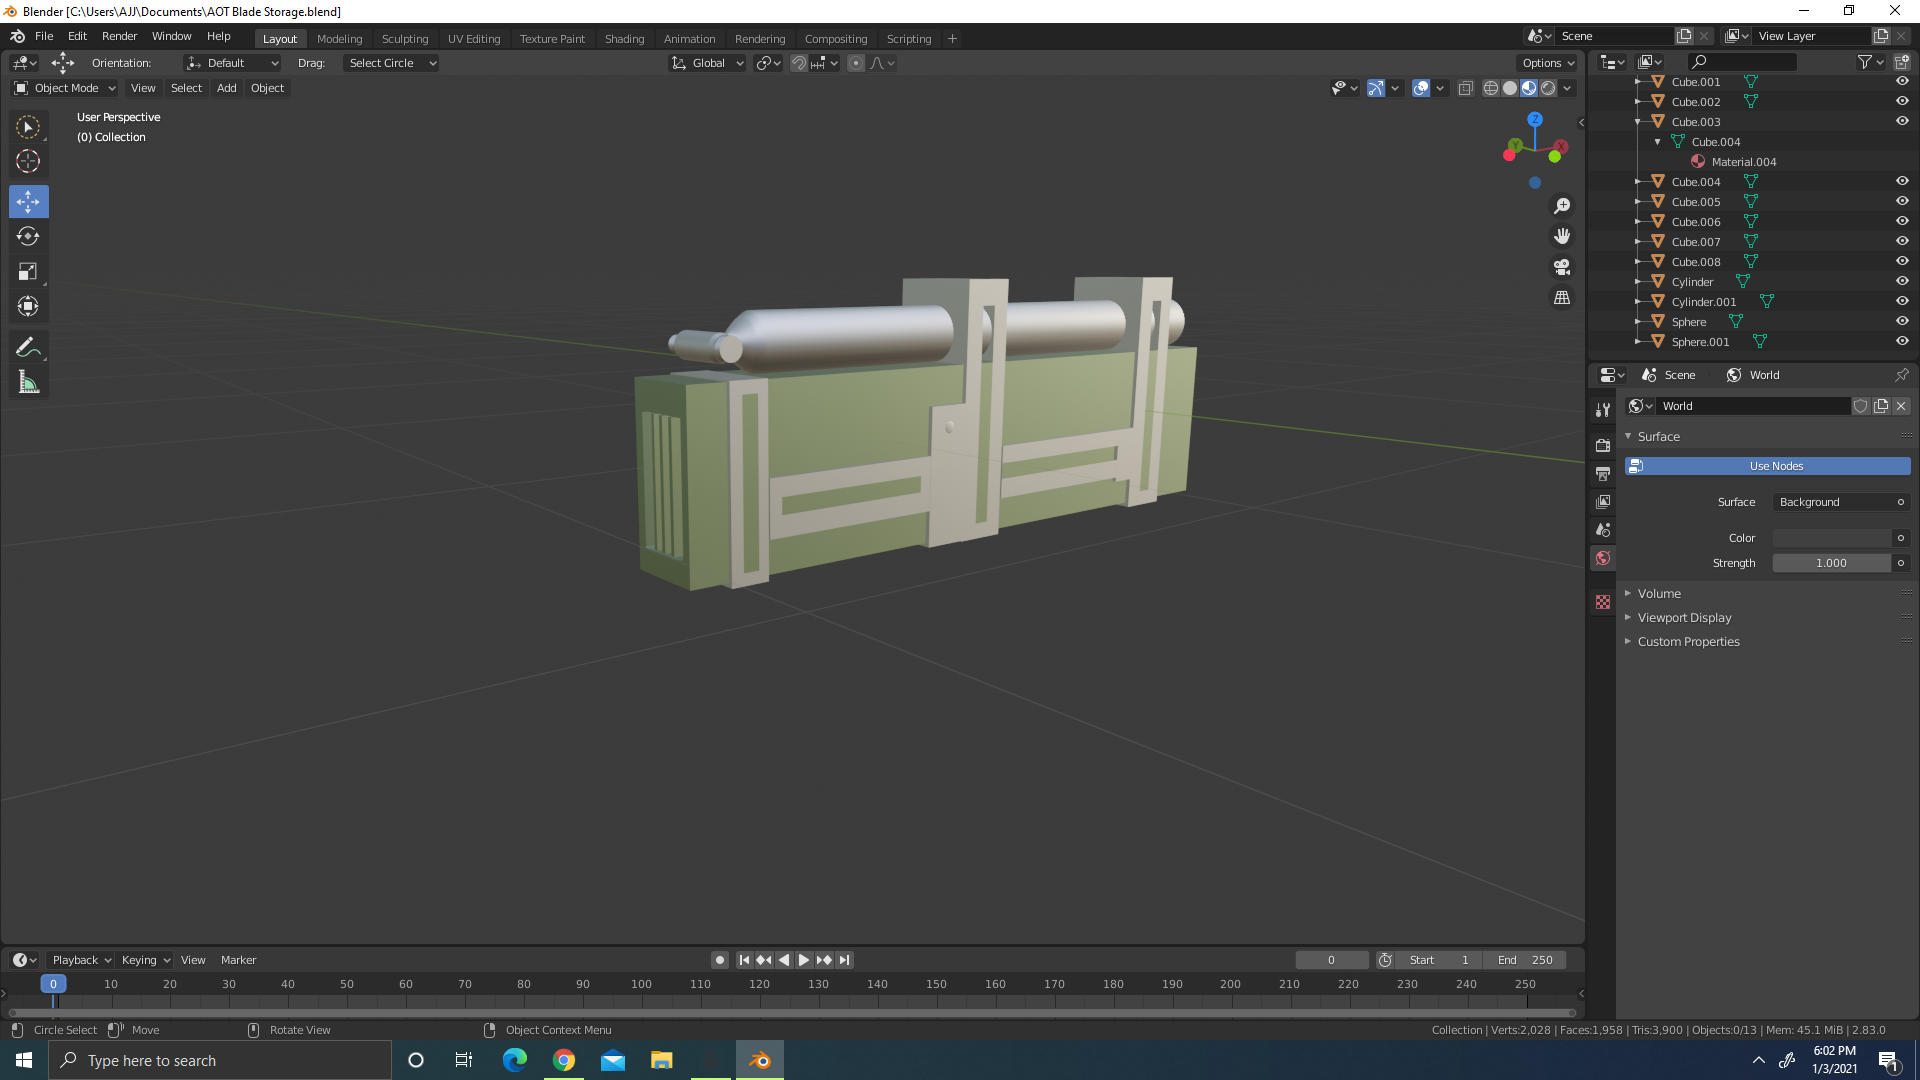 Blender [C:\Users\AJJ\Documents\AOT Blade Storage.blend]
File Edit Render Window Help Layout Modeling Sculpting UV Editing Texture Paint Shading Animation Rendering Compositing Scripting + Scene View Layer
Orientation: Default Drag: Select Circle Global Options
Object Mode View Select Add Object
User Perspective
(0) Collection
Z
Y
X
Cube.001
Cube.002
Cube.003
Cube.004
Material.004
Cube.004
Cube.005
Cube.006
Cube.007
Cube.008
Cylinder
Cylinder.001
Sphere
Sphere.001
Scene World
World
Surface
Use Nodes
Surface Background
Color
Strength 1.000
Volume
Viewport Display
Custom Properties
Playback Keying View Marker 0 Start 1 End 250
0 10 20 30 40 50 60 70 80 90 100 110 120 130 140 150 160 170 180 190 200 210 220 230 240 250
Circle Select Move Rotate View Object Context Menu Collection | Verts:2,028 | Faces:1,958 | Tris:3,900 | Objects:0/13 | Mem: 45.1 MiB | 2.83.0
Type here to search
6:02 PM
1/3/2021
1